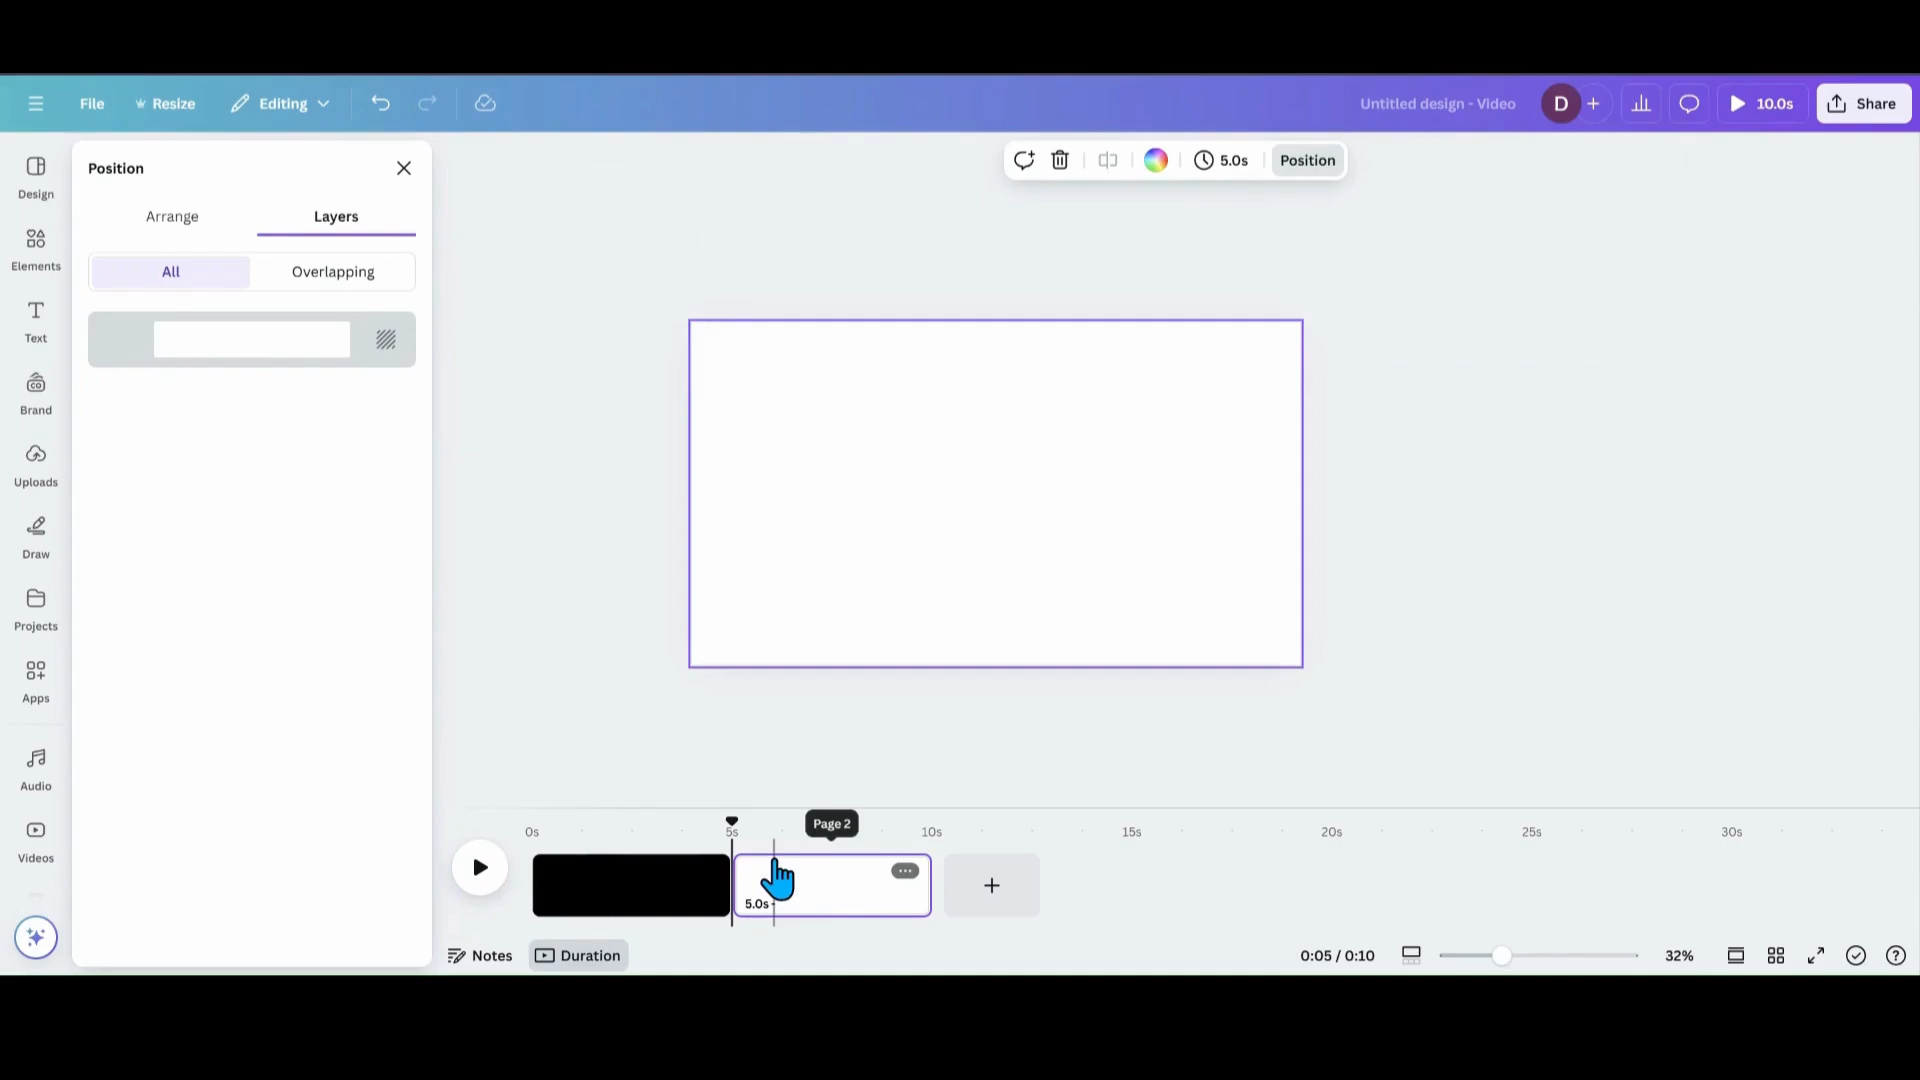 File Resize Editing Untitled design - Video D 10.0s Share
Position
Arrange Layers
All Overlapping
Design
Elements
Text
CO
Brand
Uploads
Draw
Projects
Apps
Audio
Videos
5.0s Position
0s 5s 10s 15s 20s 25s 30s
Page 2
5.0s
Notes Duration 0:05 / 0:10 32%